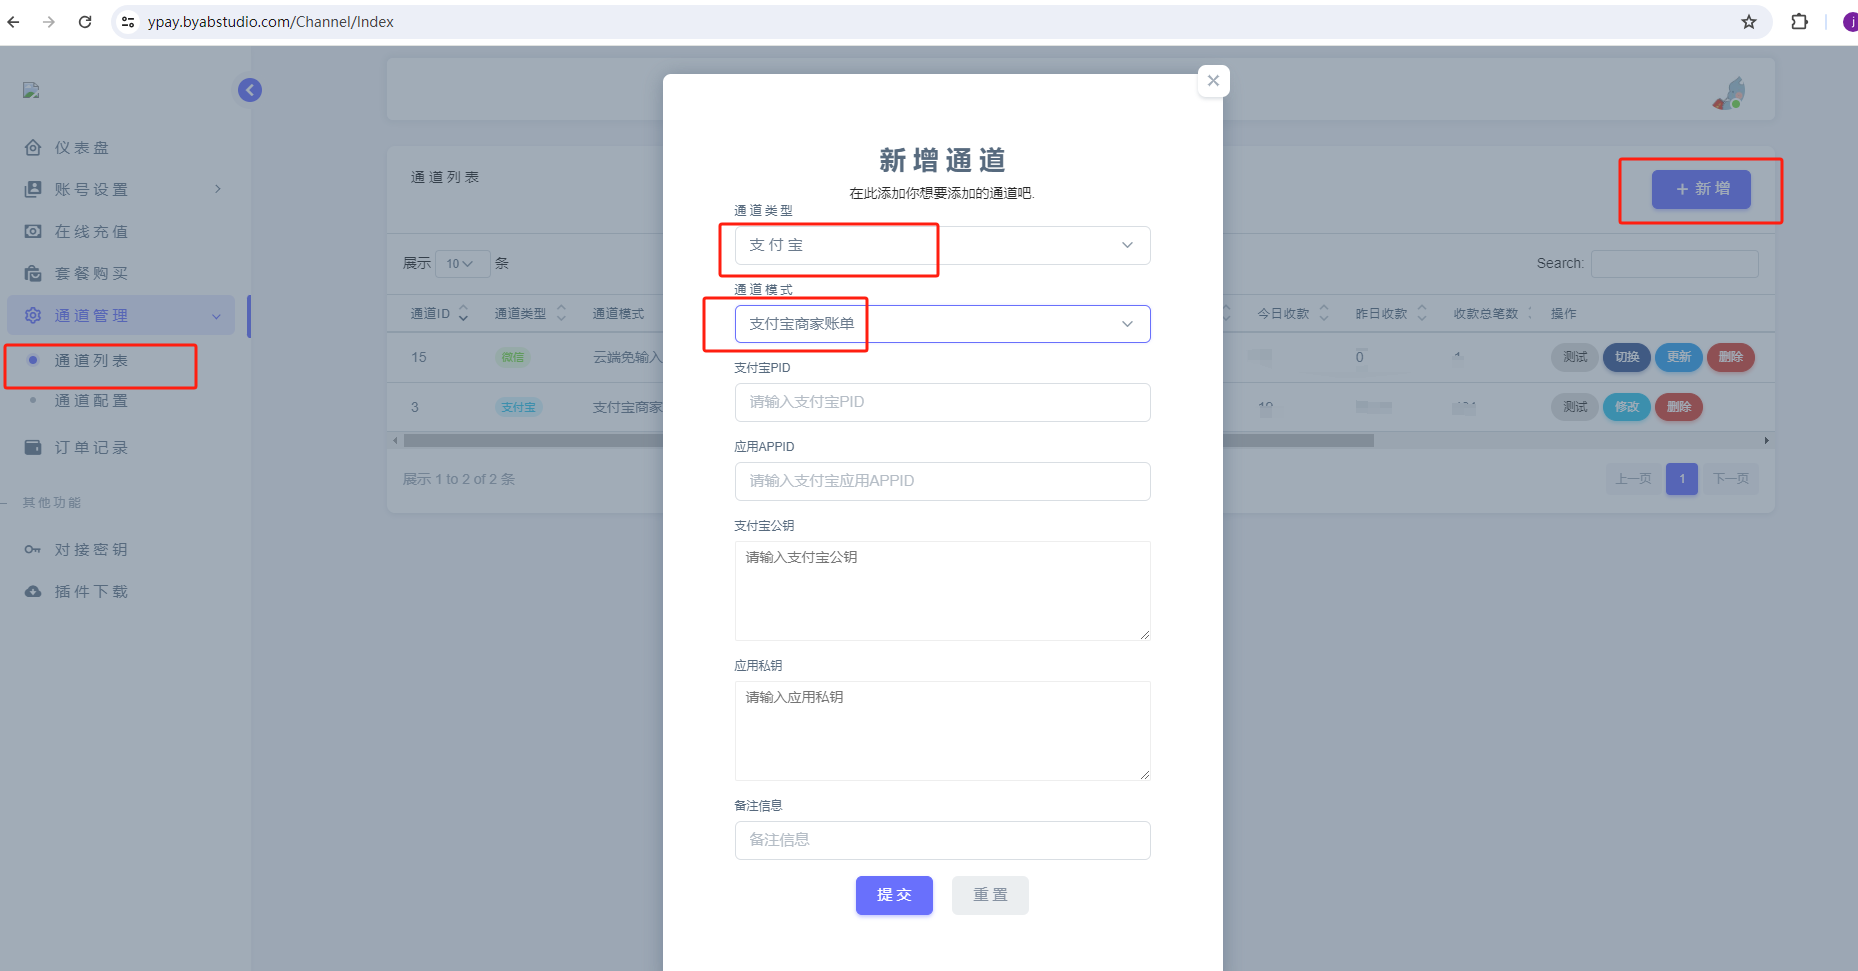 ypay.byabstudio.com/Channel/Index
j
仪表盘
账号设置
在线充值
套餐购买
通道管理
通道列表
通道配置
订单记录
其他功能
对接密钥
插件下载
通道列表
+ 新增
展示 10 条
Search:
通道ID 通道类型 通道模式 今日收款 昨日收款 收款总笔数 操作
15 微信 云端免输入 0 测试 切换 更新 删除
3 支付宝 支付宝商家 测试 修改 删除
展示 1 to 2 of 2 条
上一页 1 下一页
新增通道
在此添加你想要添加的通道吧.
通道类型
支付宝
通道模式
支付宝商家账单
支付宝PID
请输入支付宝PID
应用APPID
请输入支付宝应用APPID
支付宝公钥
请输入支付宝公钥
应用私钥
请输入应用私钥
备注信息
备注信息
提交 重置